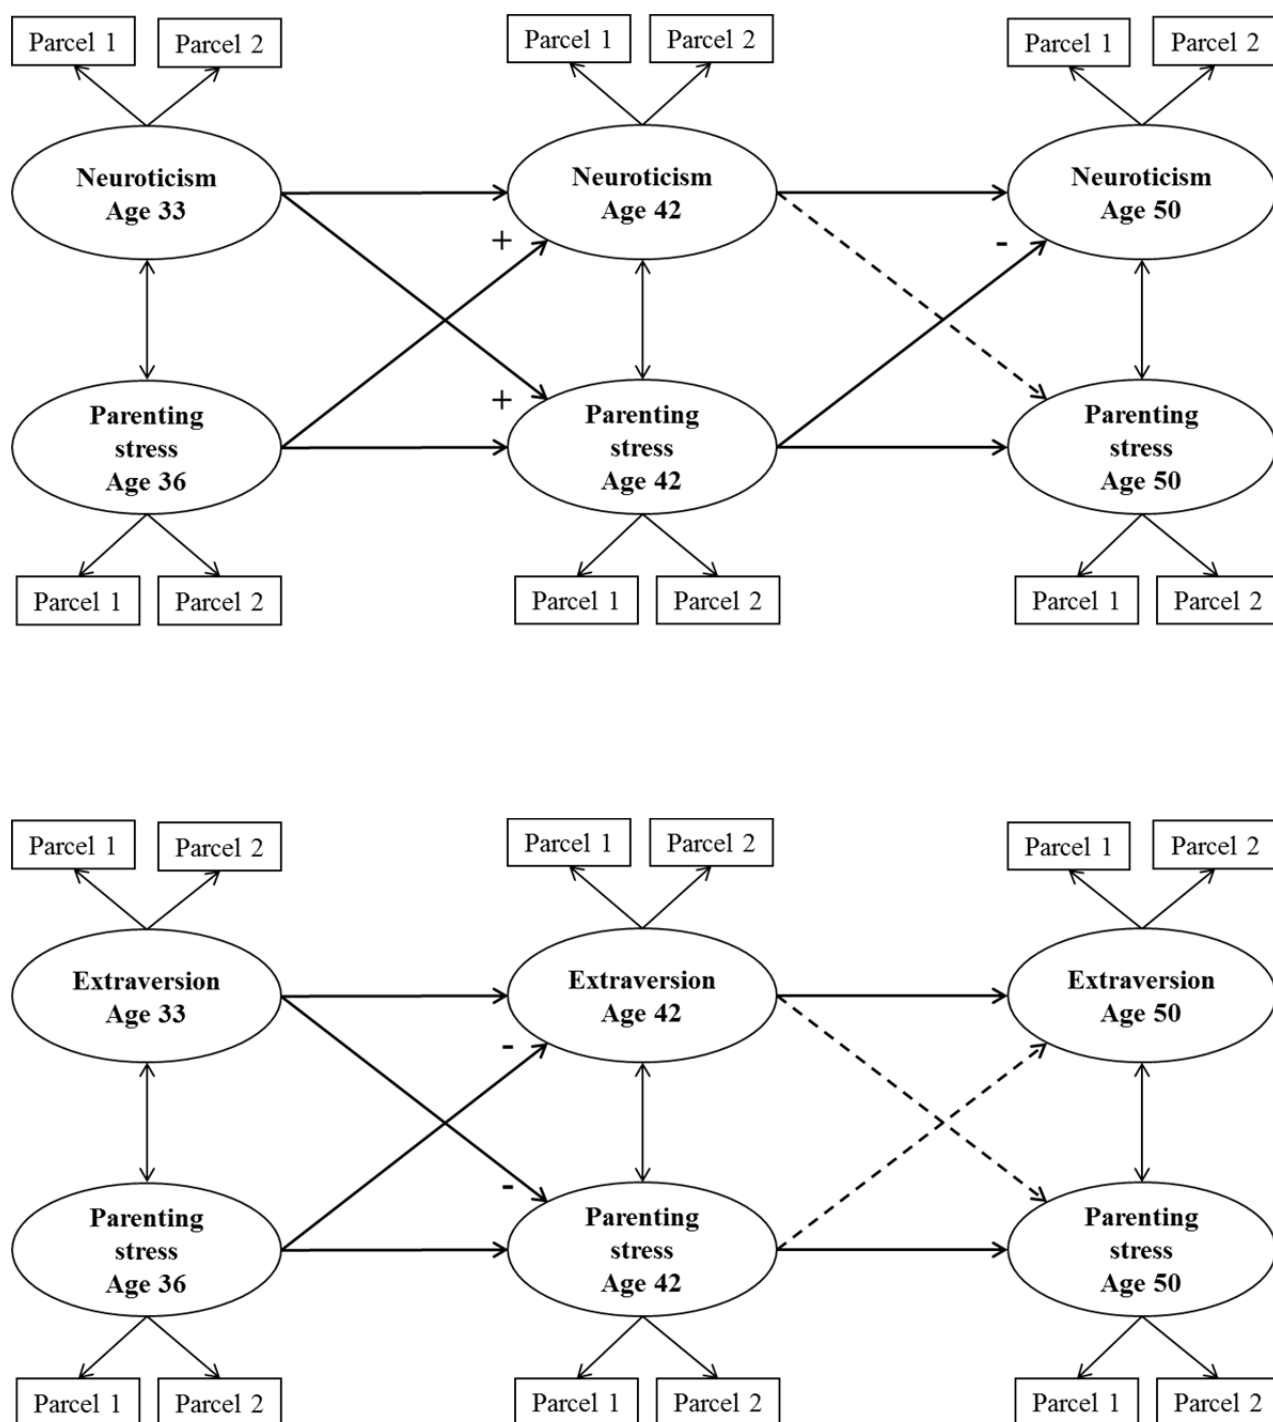 Parcel 1
Parcel 2
Parcel 1
Parcel 2
Parcel 1
Parcel 2
Neuroticism
Age 33
Neuroticism
Age 42
Neuroticism
Age 50
+
-
+
Parenting
stress
Age 36
Parenting
stress
Age 42
Parenting
stress
Age 50
Parcel 1
Parcel 2
Parcel 1
Parcel 2
Parcel 1
Parcel 2
Parcel 1
Parcel 2
Parcel 1
Parcel 2
Parcel 1
Parcel 2
Extraversion
Age 33
Extraversion
Age 42
Extraversion
Age 50
-
-
Parenting
stress
Age 36
Parenting
stress
Age 42
Parenting
stress
Age 50
Parcel 1
Parcel 2
Parcel 1
Parcel 2
Parcel 1
Parcel 2